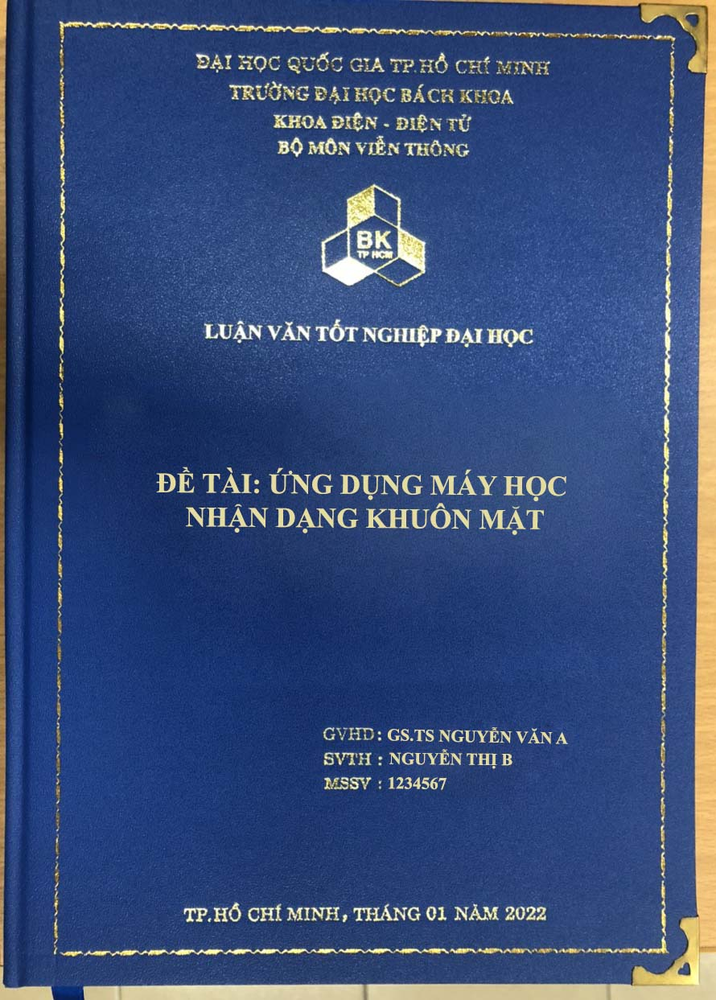 ĐẠI HỌC QUỐC GIA TP.HỒ CHÍ MINH
TRƯỜNG ĐẠI HỌC BÁCH KHOA
KHOA ĐIỆN - ĐIỆN TỬ
BỘ MÔN VIỄN THÔNG
BK
TP HCM
LUẬN VĂN TỐT NGHIỆP ĐẠI HỌC
ĐỀ TÀI: ỨNG DỤNG MÁY HỌC
NHẬN DẠNG KHUÔN MẶT
GVHD: GS.TS NGUYỄN VĂN A
SVTH : NGUYỄN THỊ B
MSSV : 1234567
TP.HỒ CHÍ MINH, THÁNG 01 NĂM 2022